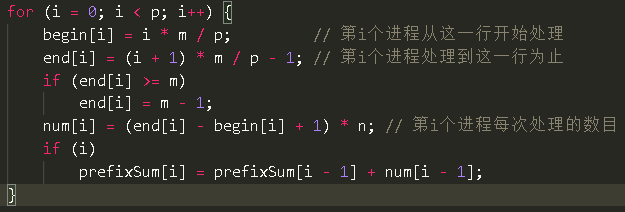 for (i = 0; i < p; i++) {
    begin[i] = i * m / p;          // 第i个进程从这一行开始处理
    end[i] = (i + 1) * m / p - 1; // 第i个进程处理到这一行为止
    if (end[i] >= m)
        end[i] = m - 1;
    num[i] = (end[i] - begin[i] + 1) * n; // 第i个进程每次处理的数目
    if (i)
        prefixSum[i] = prefixSum[i - 1] + num[i - 1];
}